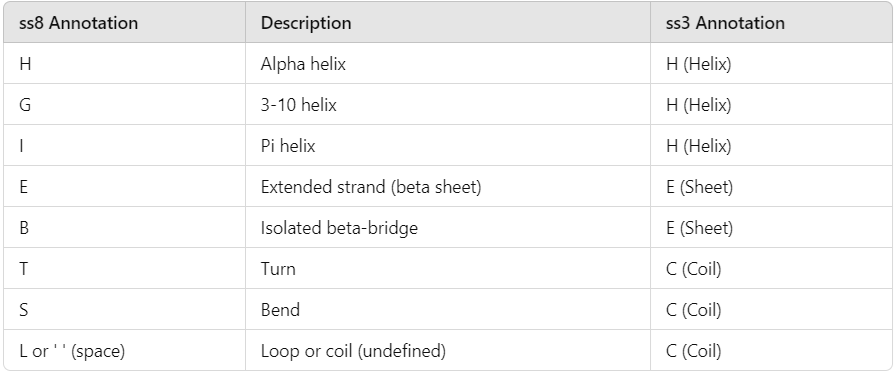 ss8 Annotation Description ss3 Annotation
H Alpha helix H (Helix)
G 3-10 helix H (Helix)
I Pi helix H (Helix)
E Extended strand (beta sheet) E (Sheet)
B Isolated beta-bridge E (Sheet)
T Turn C (Coil)
S Bend C (Coil)
L or ' ' (space) Loop or coil (undefined) C (Coil)